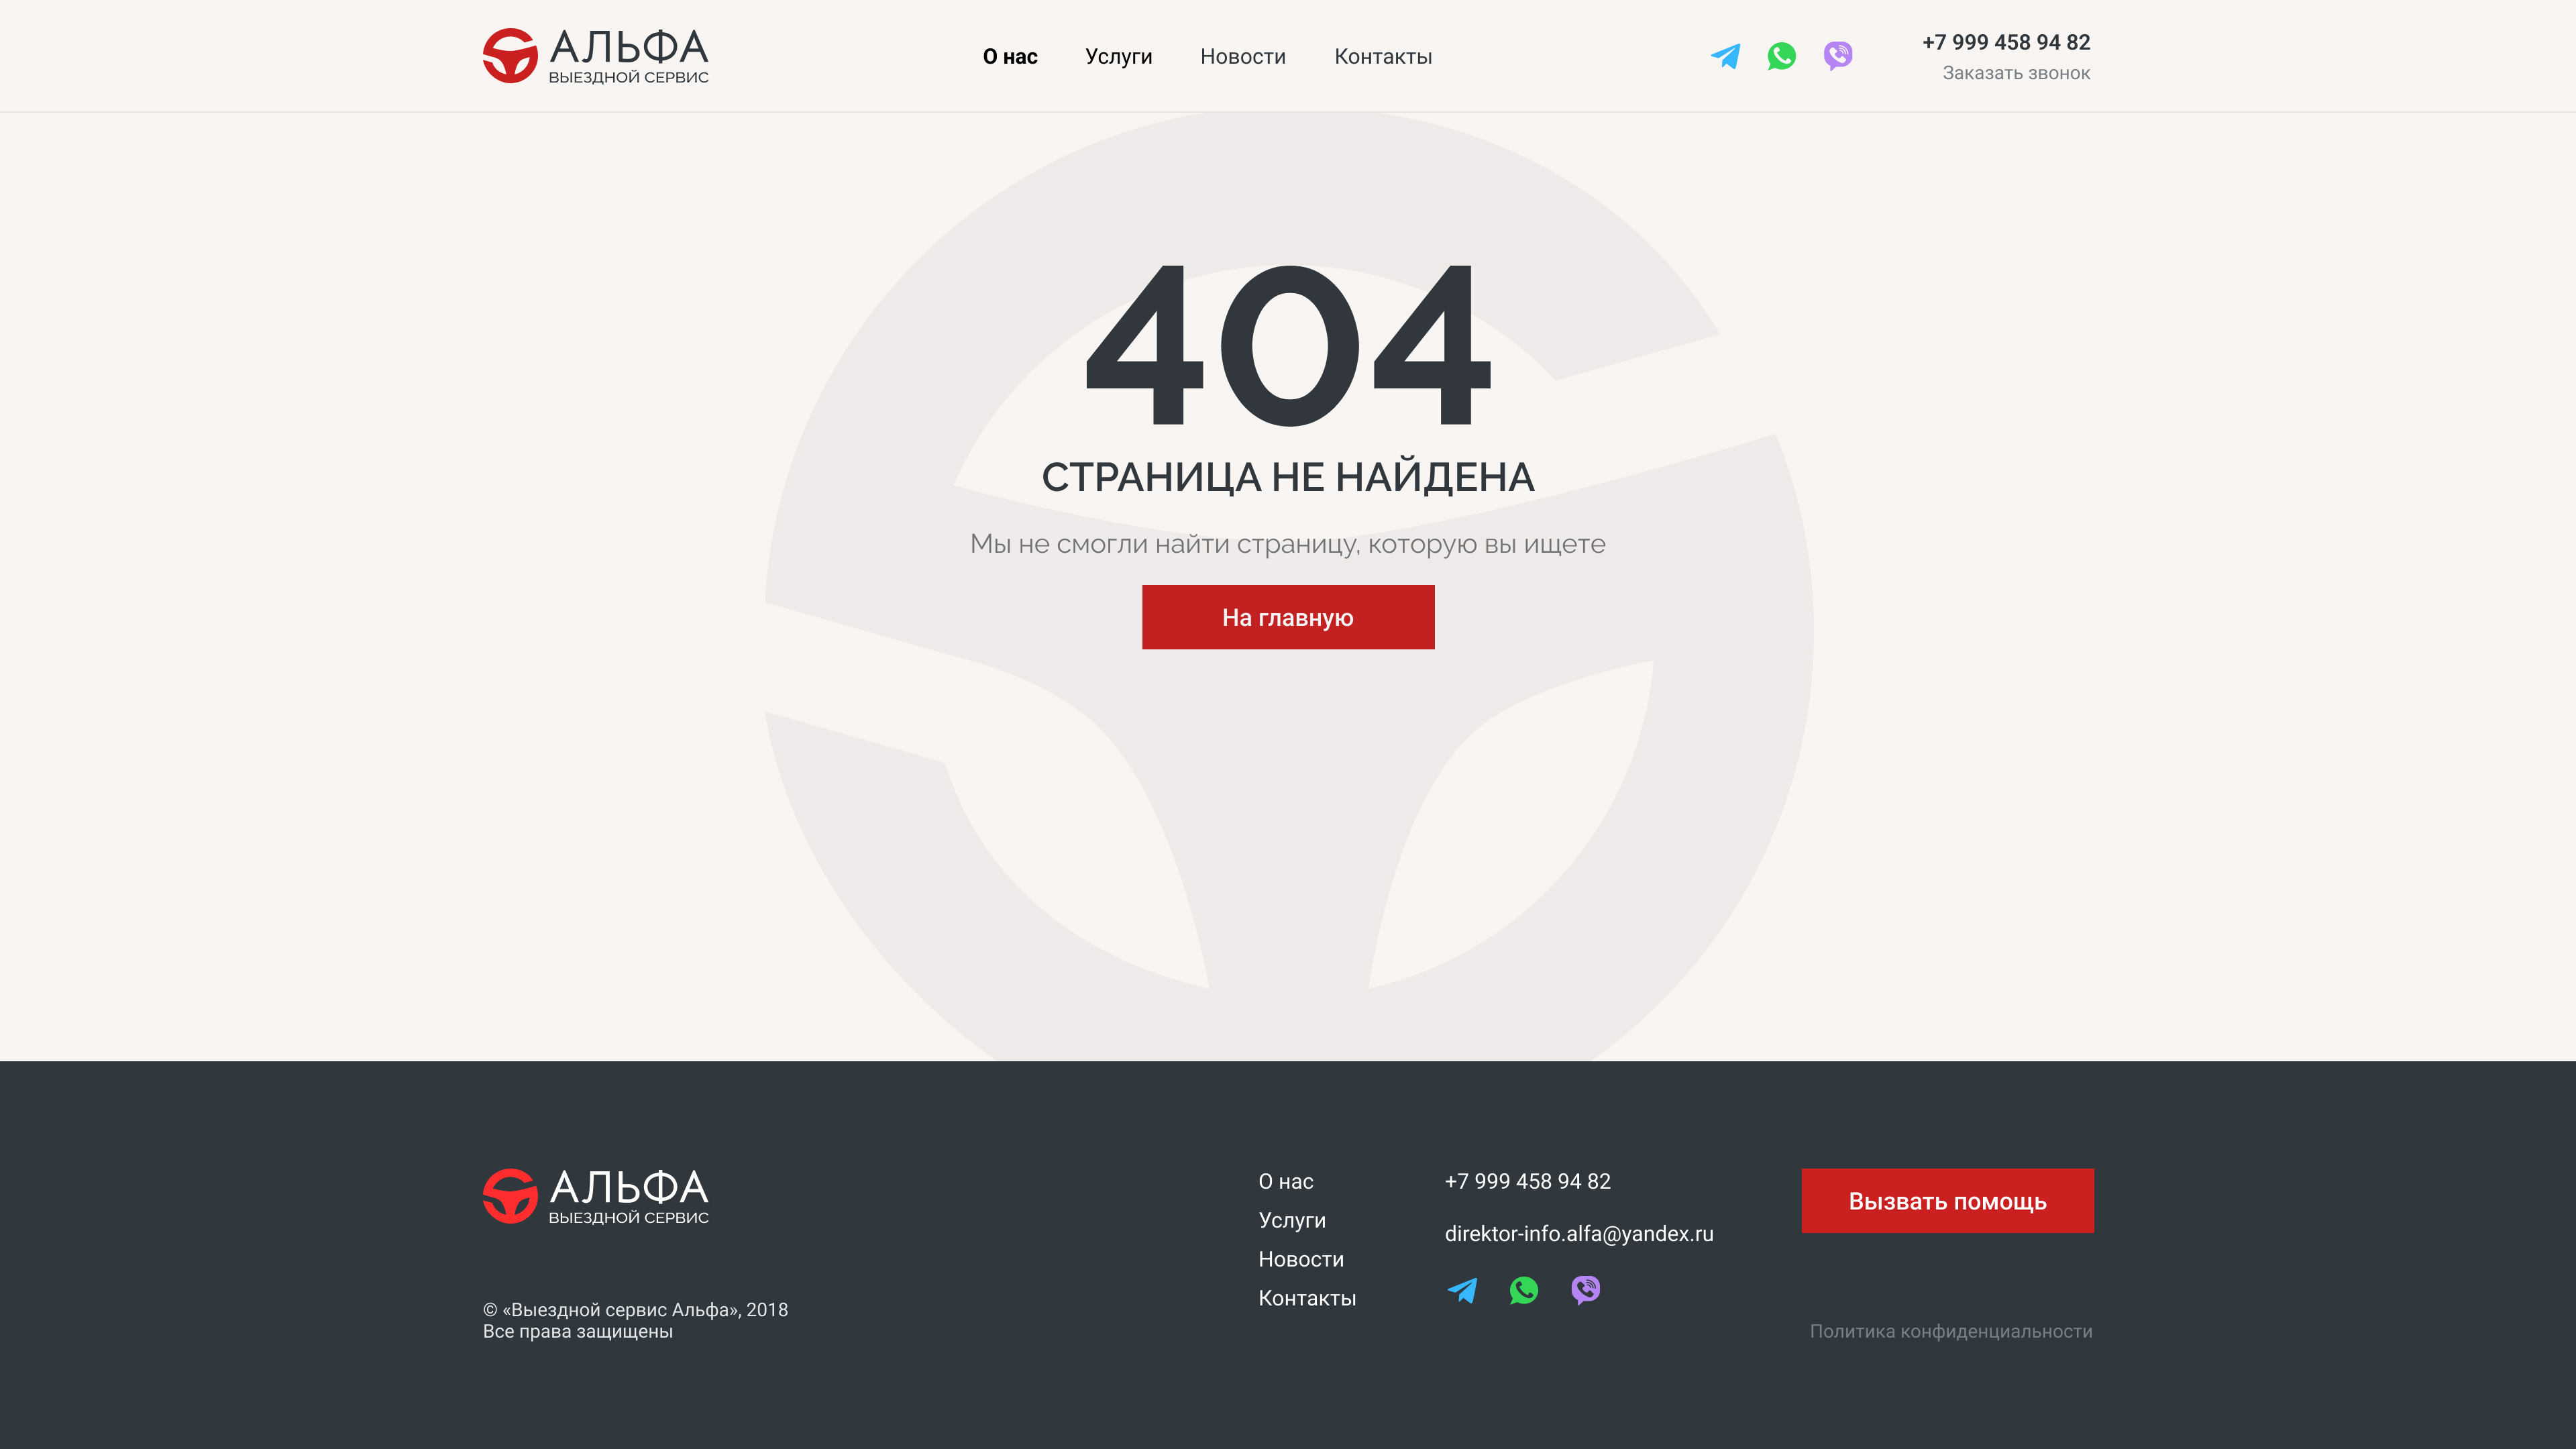 АЛЬФА
ВЫЕЗДНОЙ СЕРВИС
О нас
Услуги
Новости
Контакты
+7 999 458 94 82
Заказать звонок
404
СТРАНИЦА НЕ НАЙДЕНА
Мы не смогли найти страницу, которую вы ищете
На главную
АЛЬФА
ВЫЕЗДНОЙ СЕРВИС
© «Выездной сервис Альфа», 2018
Все права защищены
О нас
Услуги
Новости
Контакты
+7 999 458 94 82
direktor-info.alfa@yandex.ru
Вызвать помощь
Политика конфиденциальности